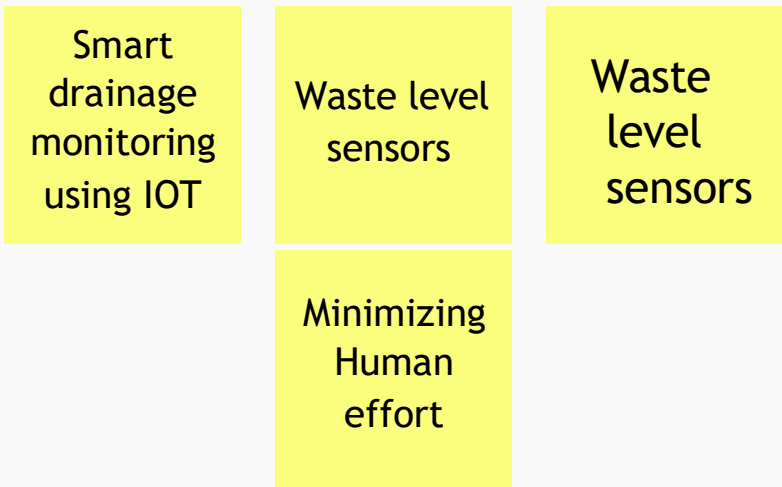 Smart
drainage
monitoring
using IOT
Waste level
sensors
Waste
level
sensors
Minimizing
Human
effort